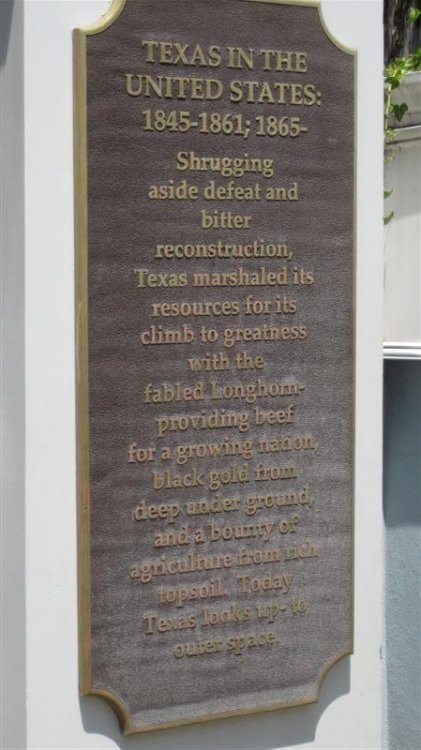 TEXAS IN THE
UNITED STATES:
1845-1861; 1865-
Shrugging
aside defeat and
bitter
reconstruction,
Texas marshaled its
resources for its
climb to greatness
with the
fabled Longhorn-
providing beef
for a growing nation,
black gold from
deep under ground,
and a bounty of
agriculture from rich
topsoil. Today
Texas looks up- to
outer space.